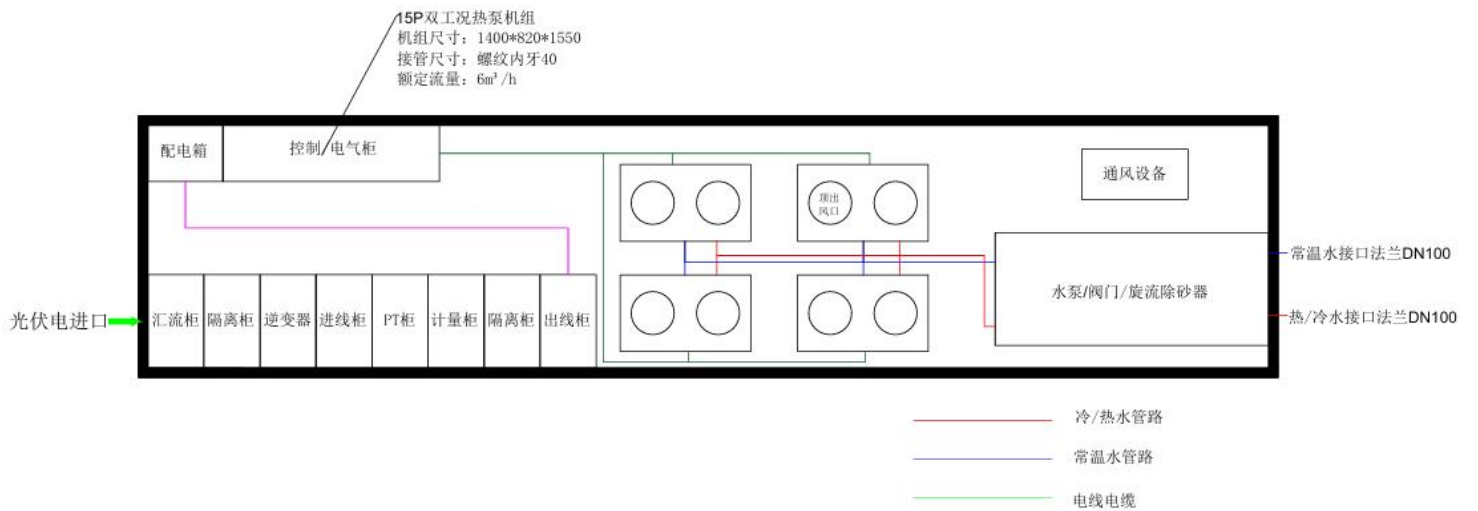 15P双工况热泵机组
机组尺寸：1400*820*1550
接管尺寸：螺纹内牙40
额定流量：6m³/h
配电箱
控制/电气柜
通风设备
顶出
风口
常温水接口法兰DN100
水泵/阀门/旋流除砂器
光伏电进口
汇流柜
隔离柜
逆变器
进线柜
PT柜
计量柜
隔离柜
出线柜
热/冷水接口法兰DN100
冷/热水管路
常温水管路
电线电缆